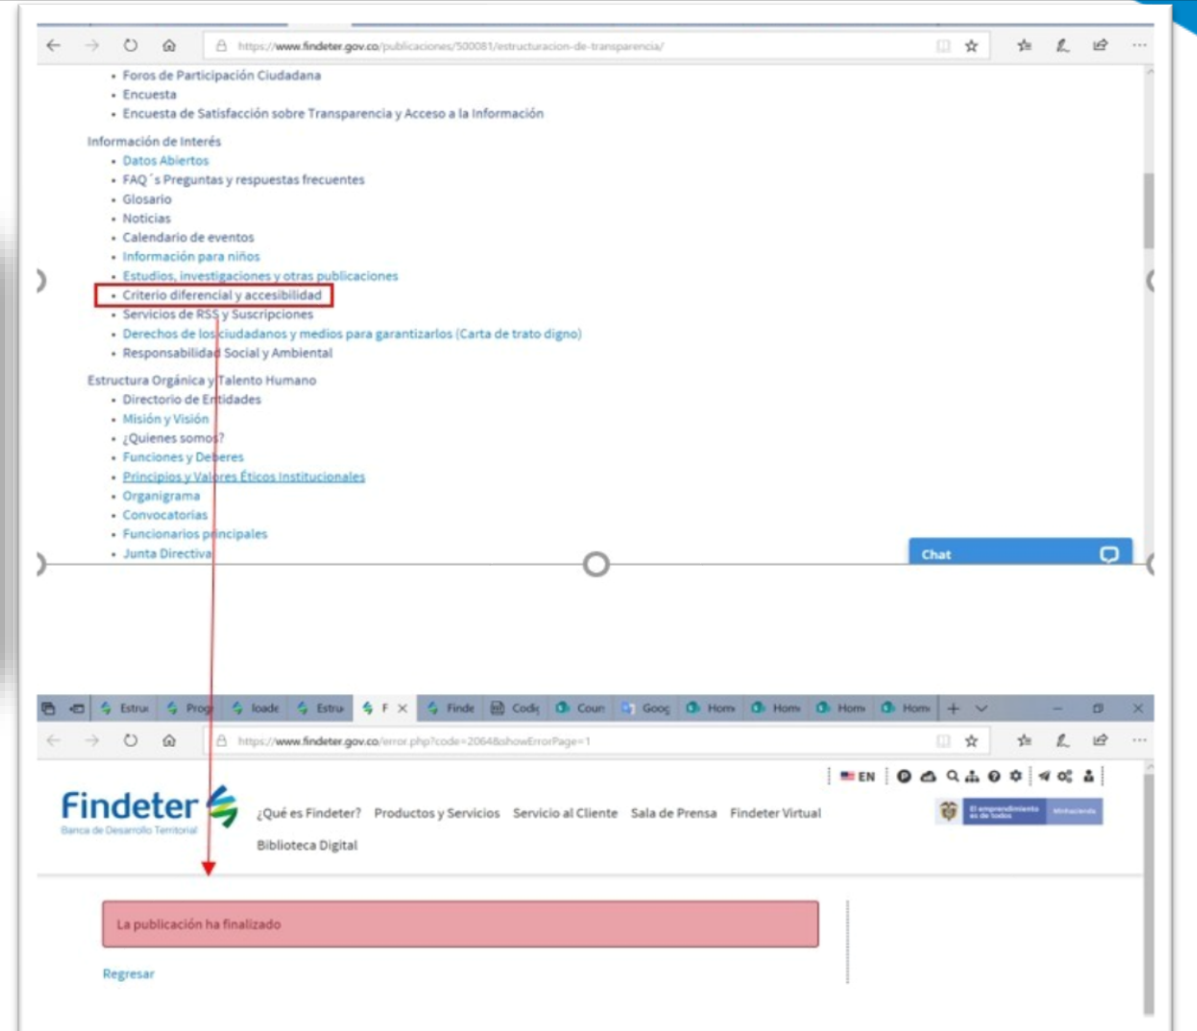 https://www.findeter.gov.co/publicaciones/500081/estructuracion-de-transparencia/
Foros de Participación Ciudadana
Encuesta
Encuesta de Satisfacción sobre Transparencia y Acceso a la Información
Información de Interés
Datos Abiertos
FAQ´s Preguntas y respuestas frecuentes
Glosario
Noticias
Calendario de eventos
Información para niños
Estudios, investigaciones y otras publicaciones
Criterio diferencial y accesibilidad
Servicios de RSS y Suscripciones
Derechos de los ciudadanos y medios para garantizarlos (Carta de trato digno)
Responsabilidad Social y Ambiental
Estructura Orgánica y Talento Humano
Directorio de Entidades
Misión y Visión
¿Quienes somos?
Funciones y Deberes
Principios y Valores Éticos Institucionales
Organigrama
Convocatorias
Funcionarios principales
Junta Directiva
Chat
Estru Prog loade Estru F Finde Codig Coun Goog Hom Hom Hom Hom
https://www.findeter.gov.co/error.php?code=2064&showErrorPage=1
EN
Findeter
Banca de Desarrollo Territorial
¿Qué es Findeter? Productos y Servicios Servicio al Cliente Sala de Prensa Findeter Virtual
El emprendimiento es de todos Minhacienda
Biblioteca Digital
La publicación ha finalizado
Regresar